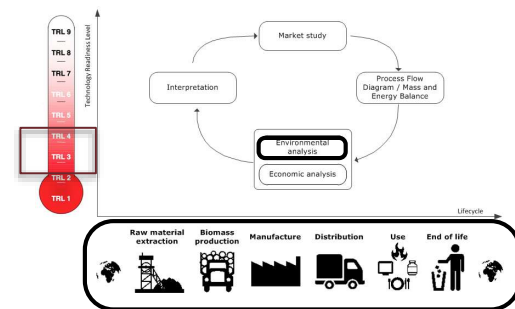 TRL 9
TRL 8
TRL 7
TRL 6
TRL 5
TRL 4
TRL 3
TRL 2
TRL 1
Technology Readiness Level
Market study
Interpretation
Process Flow
Diagram / Mass and
Energy Balance
Environmental
analysis
Economic analysis
Lifecycle
Raw material
extraction
Biomass
production
Manufacture
Distribution
Use
End of life